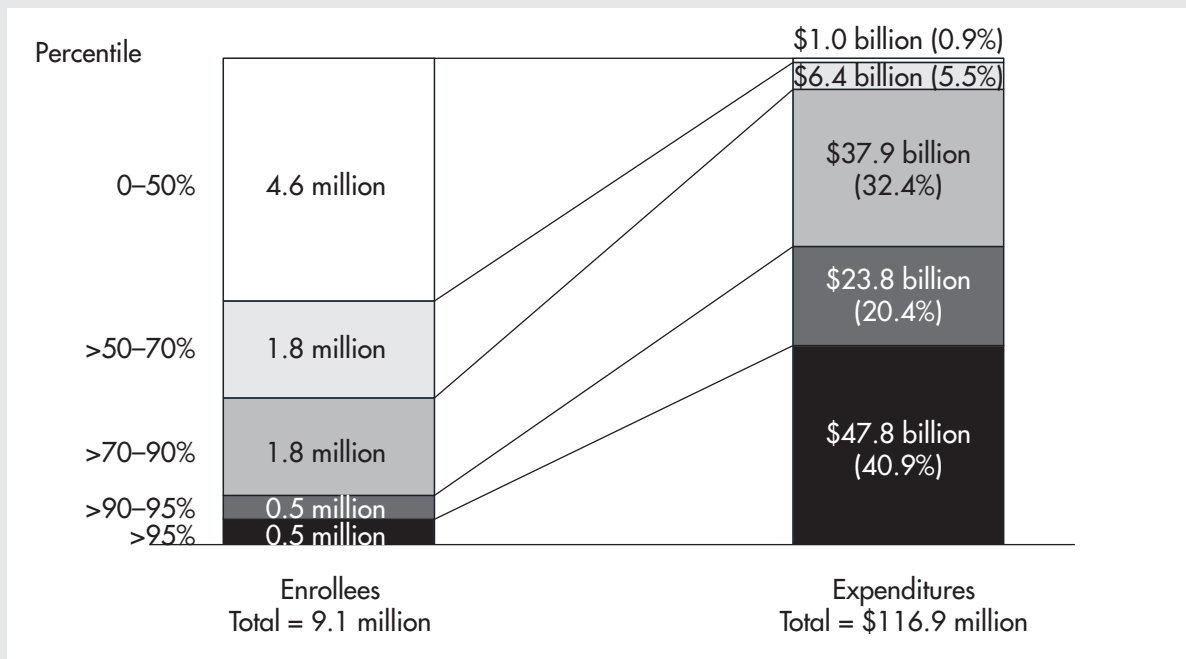 Percentile
$1.0 billion (0.9%)
$6.4 billion (5.5%)
0–50%
4.6 million
$37.9 billion
(32.4%)
$23.8 billion
(20.4%)
>50–70%
1.8 million
>70–90%
1.8 million
$47.8 billion
(40.9%)
>90–95%
0.5 million
>95%
0.5 million
Enrollees
Total = 9.1 million
Expenditures
Total = $116.9 million